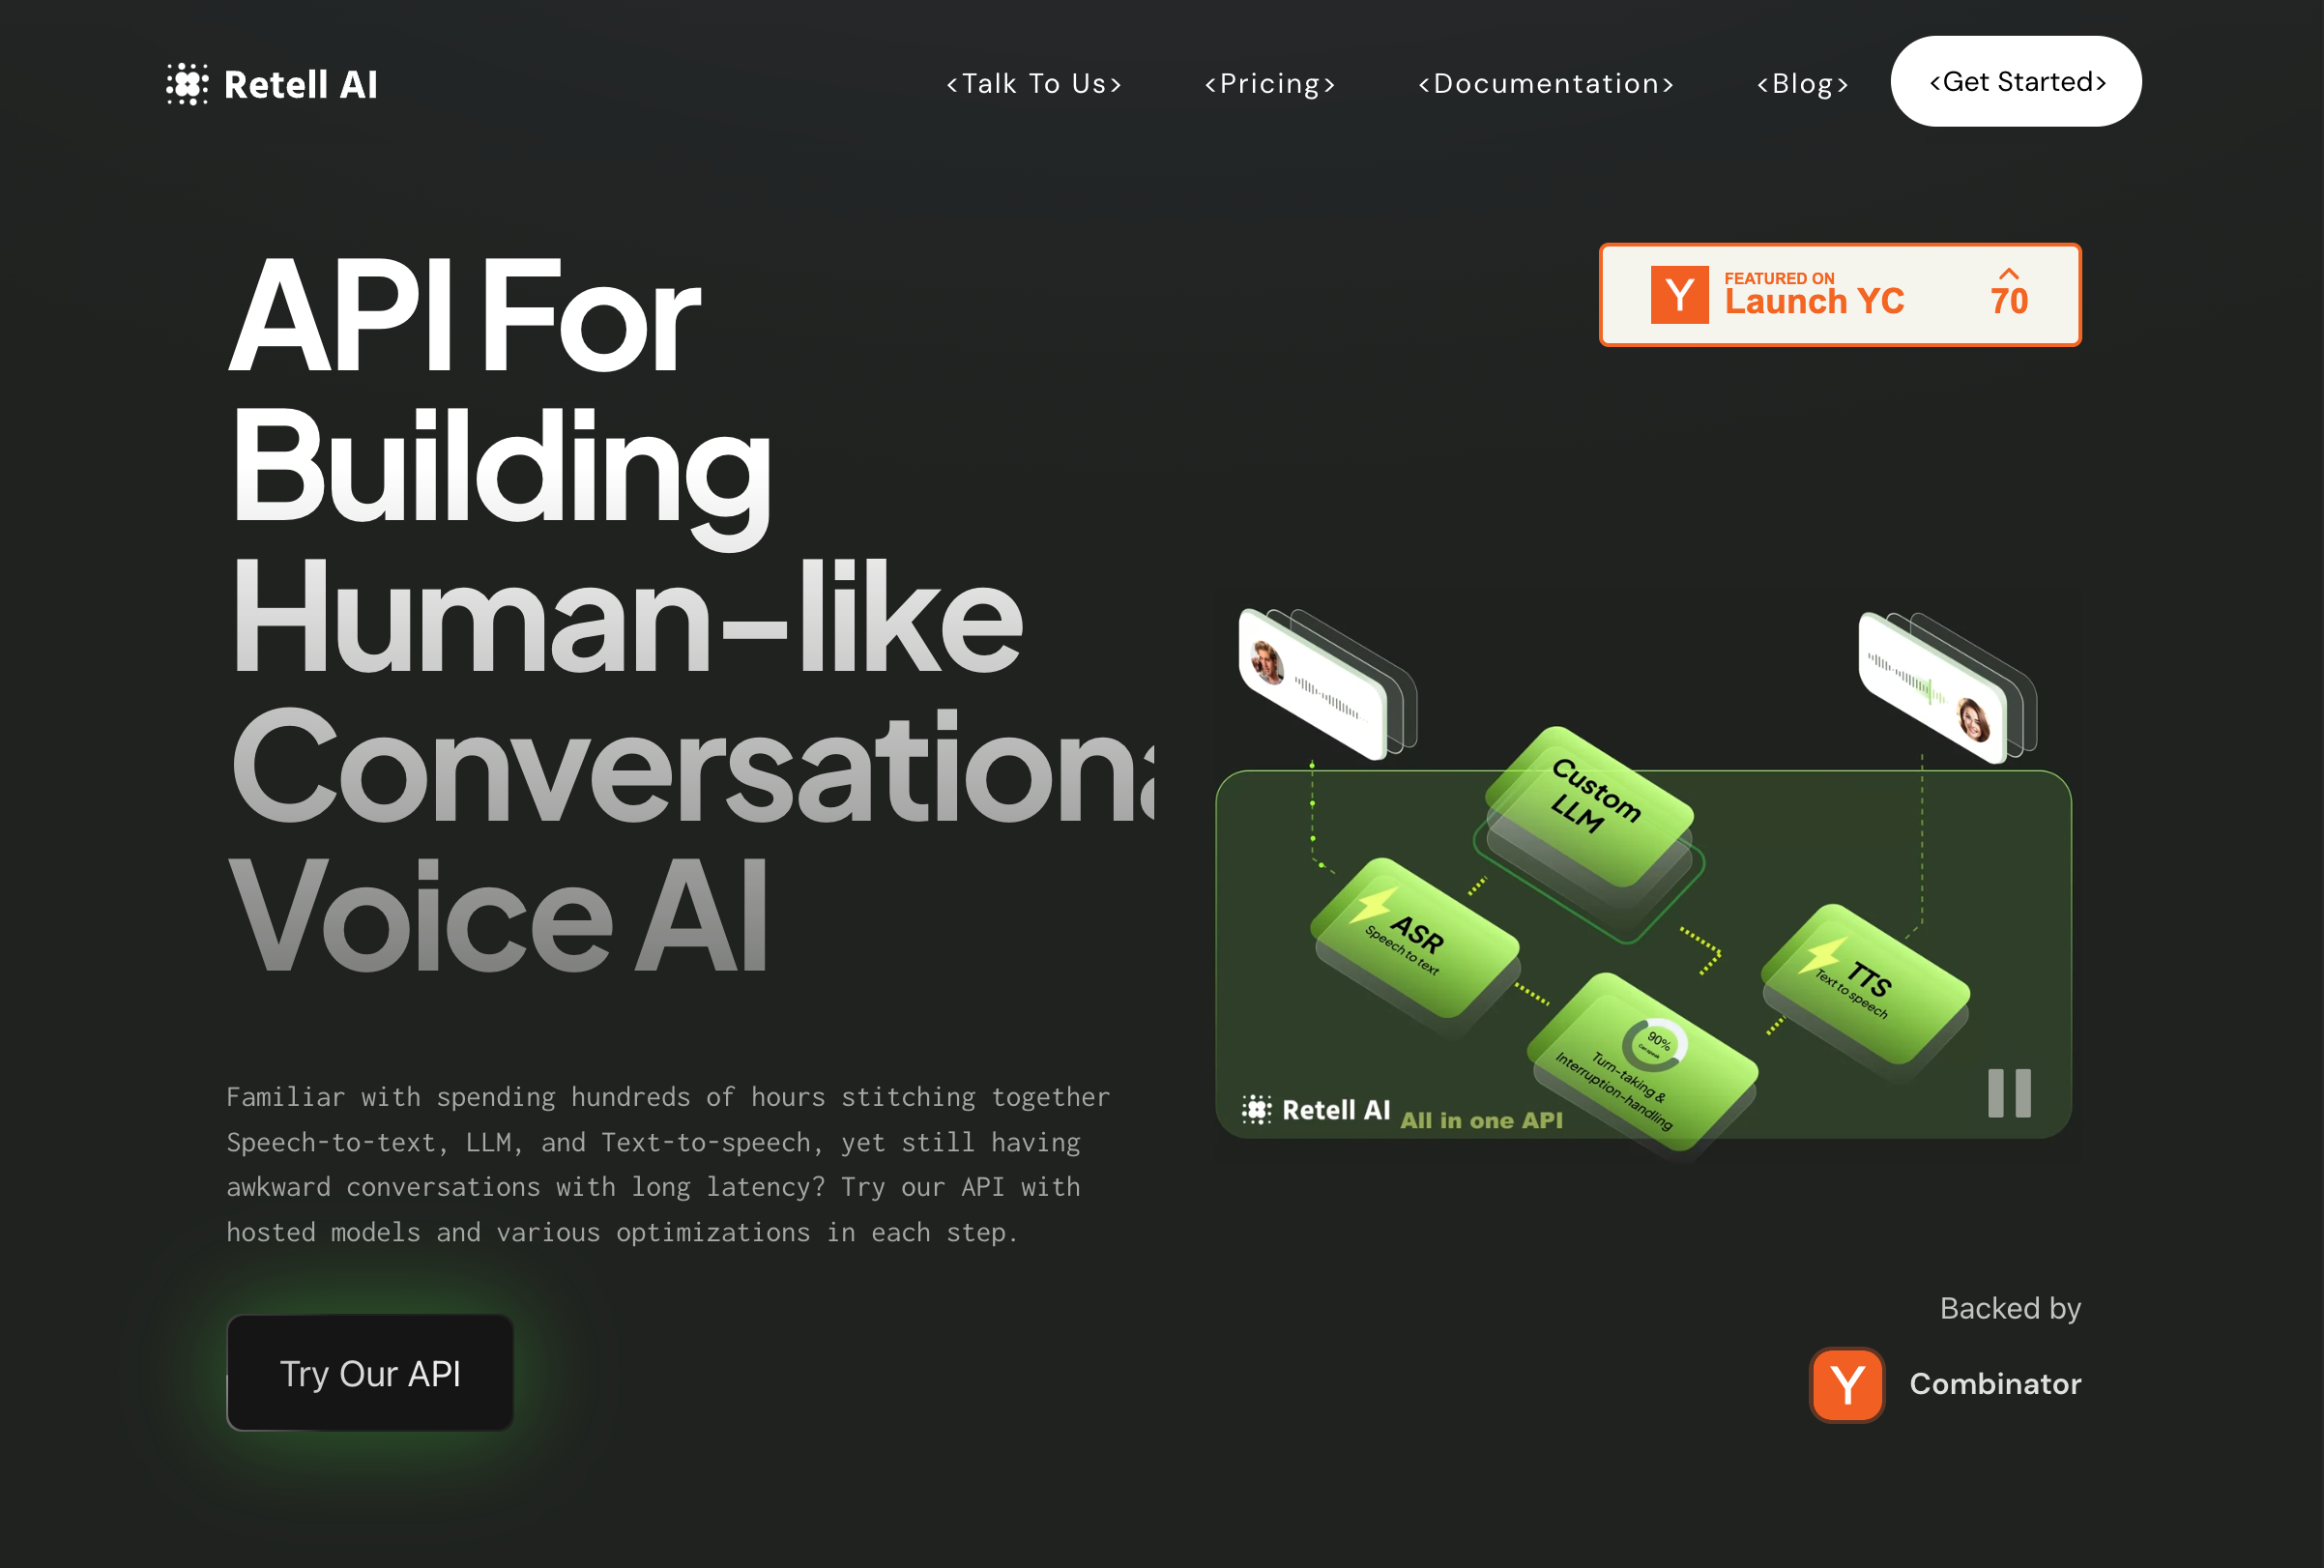 Retell AI
<Talk To Us>
<Pricing>
<Documentation>
<Blog>
<Get Started>
API For
Building
Human-like
Conversationa
Voice AI
Familiar with spending hundreds of hours stitching together
Speech-to-text, LLM, and Text-to-speech, yet still having
awkward conversations with long latency? Try our API with
hosted models and various optimizations in each step.
Try Our API
Y
FEATURED ON
Launch YC
70
Custom
LLM
ASR
Speech to text
TTS
Text to speech
90%
Can speak
Turn-taking &
Interruption-handling
Retell AI
All in one API
Backed by
Y
Combinator